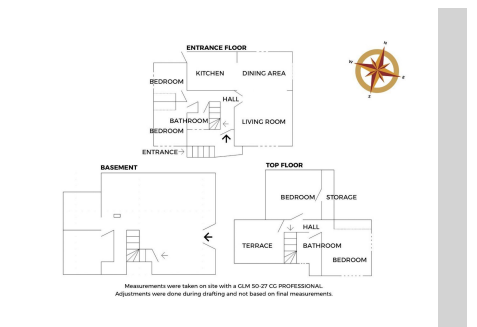 ENTRANCE FLOOR
N
W
E
S
BEDROOM
KITCHEN
DINING AREA
HALL
BATHROOM
LIVING ROOM
BEDROOM
ENTRANCE
BASEMENT
TOP FLOOR
BEDROOM
STORAGE
HALL
TERRACE
BATHROOM
BEDROOM
Measurements were taken on site with a GLM 50-27 CG PROFESSIONAL.
Adjustments were done during drafting and not based on final measurements.